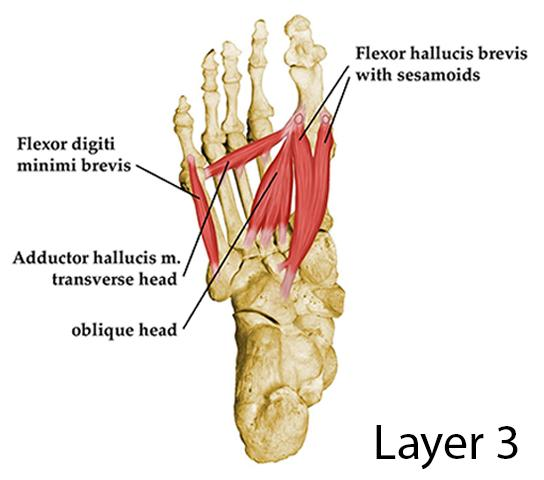 Flexor hallucis brevis
with sesamoids
Flexor digiti
minimi brevis
Adductor hallucis m.
transverse head
oblique head
Layer 3